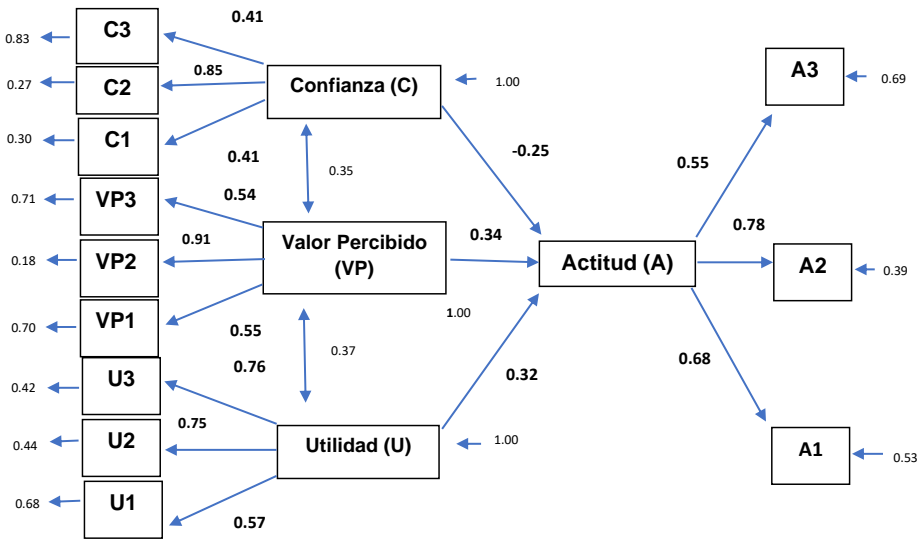 C3
0.41
0.83
C2
0.85
0.27
Confianza (C)
1.00
A3
0.69
C1
0.30
0.41
-0.25
0.55
0.35
VP3
0.71
0.54
VP2
0.91
0.18
Valor Percibido
(VP)
0.34
1.00
Actitud (A)
0.78
A2
0.39
VP1
0.70
0.55
0.37
0.76
0.32
0.68
U3
0.42
0.75
U2
0.44
Utilidad (U)
1.00
A1
0.53
U1
0.68
0.57